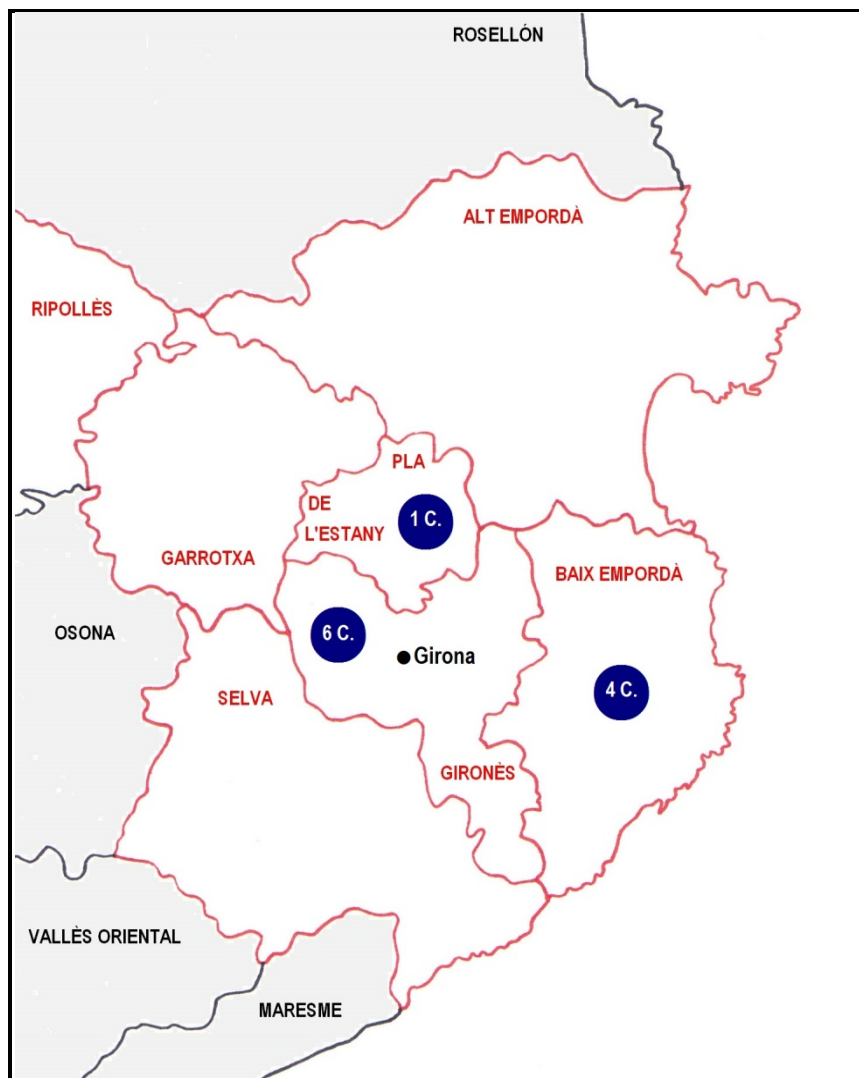 ROSELLÓN
ALT EMPORDÀ
RIPOLLÈS
PLA
DE
L'ESTANY
1 C.
GARROTXA
BAIX EMPORDÀ
OSONA
6 C.
Girona
SELVA
4 C.
GIRONÈS
VALLÈS ORIENTAL
MARESME